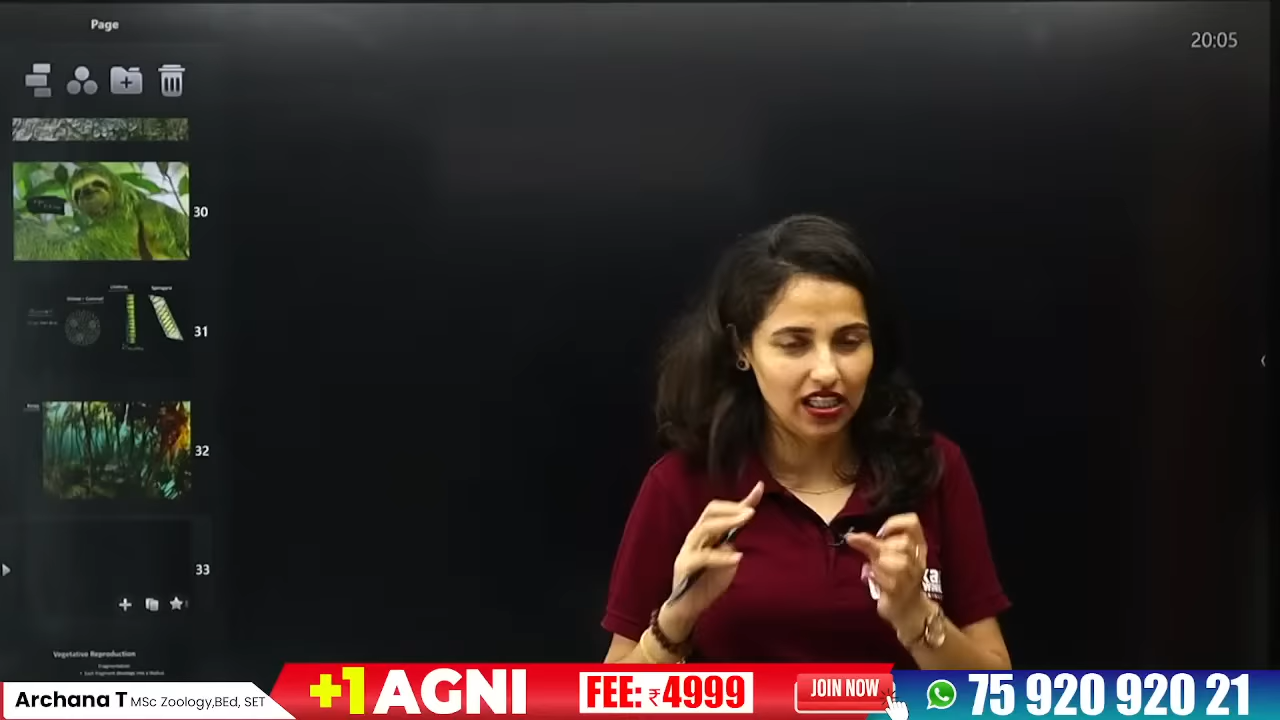 Page
20:05
30
31
32
33
Vegetative Reproduction
Fragmentation
Archana T MSc Zoology,BEd, SET
+1 AGNI
FEE: ₹4999
JOIN NOW
75 920 920 21